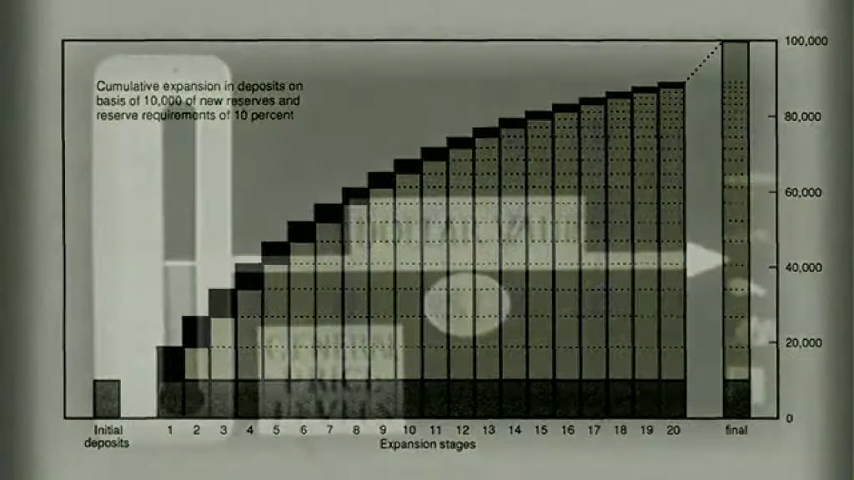 Cumulative expansion in deposits on
basis of 10,000 of new reserves and
reserve requirements of 10 percent
100,000
80,000
60,000
40,000
20,000
0
Initial
deposits
1 2 3 4 5 6 7 8 9 10 11 12 13 14 15 16 17 18 19 20
final
Expansion stages